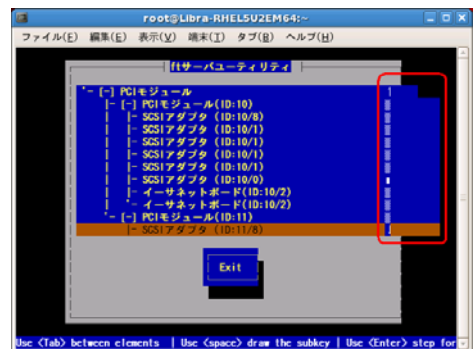 root@Libra-RHEL5U2EM64:~
ファイル(F) 編集(E) 表示(V) 端末(T) タブ(B) ヘルプ(H)
ftサーバユーティリティ
'- [-] PCIモジュール
|- [-] PCIモジュール(ID:10)
| |- SCSIアダプタ (ID:10/8)
| |- SCSIアダプタ (ID:10/1)
| |- SCSIアダプタ (ID:10/1)
| |- SCSIアダプタ (ID:10/1)
| |- SCSIアダプタ (ID:10/1)
| |- SCSIアダプタ (ID:10/0)
| |- イーサネットボード(ID:10/2)
| '- イーサネットボード(ID:10/2)
'- [-] PCIモジュール(ID:11)
|- SCSIアダプタ (ID:11/8)
Exit
Use <Tab> between elements | Use <space> draw the subkey | Use <Enter> step for